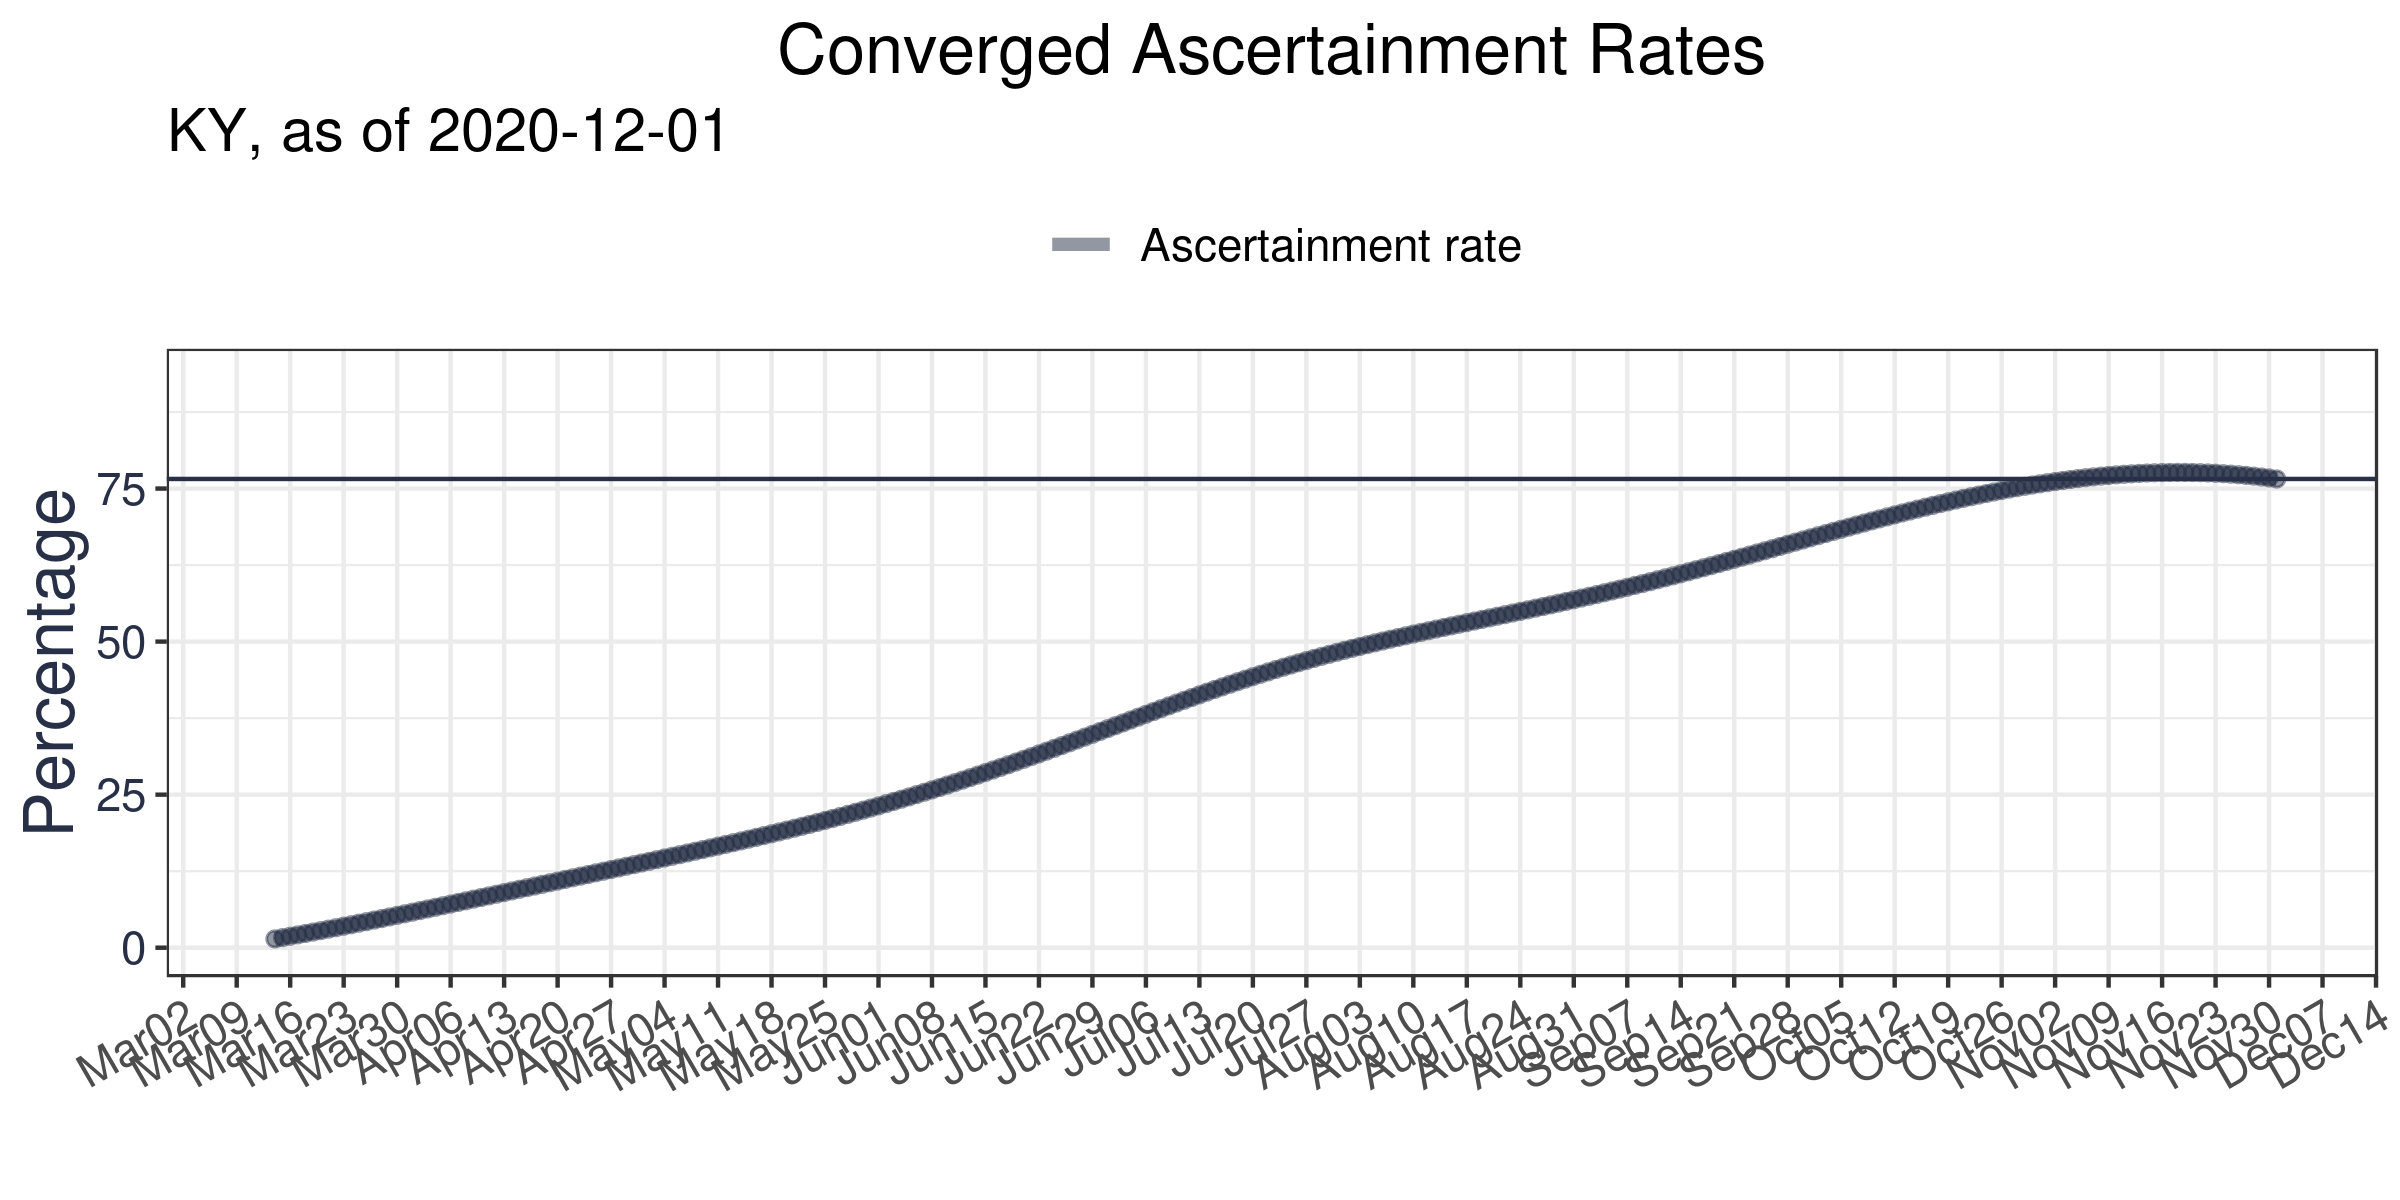 Converged Ascertainment Rates
KY, as of 2020-12-01
Ascertainment rate
Percentage
75
50
25
0
Mar02
Mar09
Mar16
Mar23
Mar30
Apr06
Apr13
Apr20
Apr27
May04
May11
May18
May25
Jun01
Jun08
Jun15
Jun22
Jun29
Jul06
Jul13
Jul20
Jul27
Aug03
Aug10
Aug17
Aug24
Aug31
Sep07
Sep14
Sep21
Sep28
Oct05
Oct12
Oct19
Oct26
Nov02
Nov09
Nov16
Nov23
Nov30
Dec07
Dec14